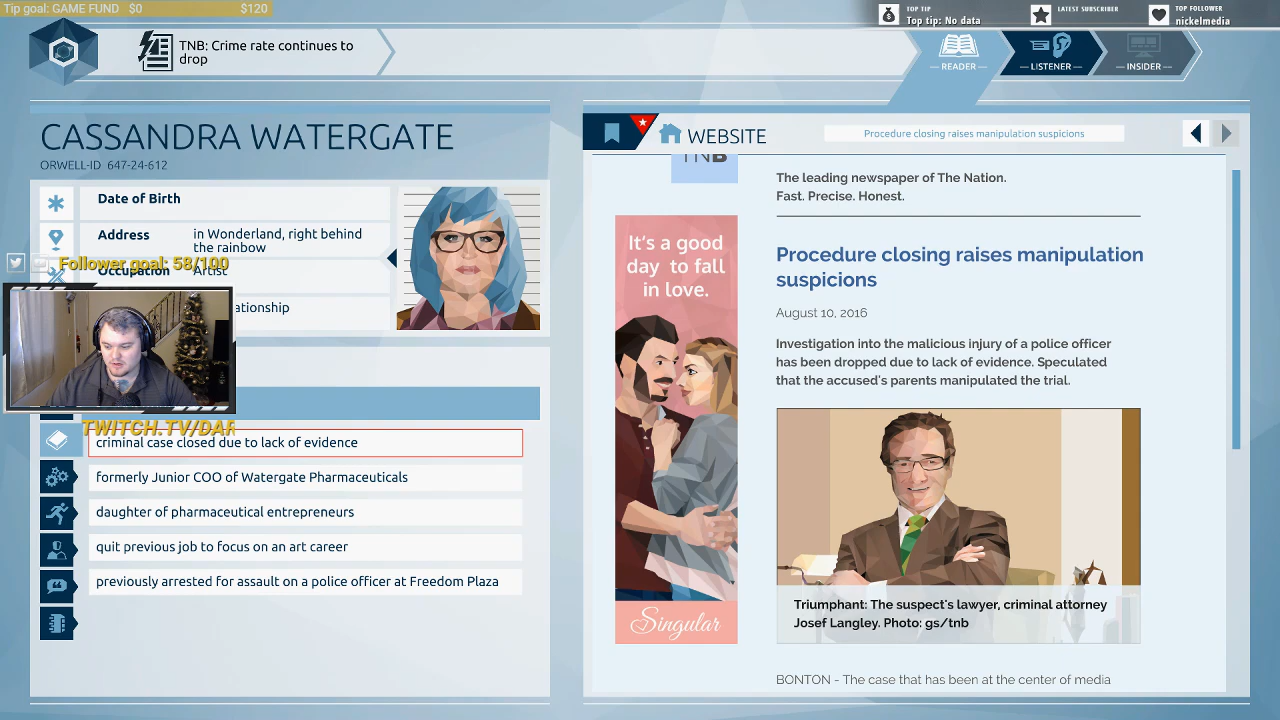 Tip goal: GAME FUND $0 $120
TOP TIP
Top tip: No data
LATEST SUBSCRIBER
TOP FOLLOWER
nickelmedia
TNB: Crime rate continues to
drop
READER
LISTENER
INSIDER
CASSANDRA WATERGATE
ORWELL-ID 647-24-612
Date of Birth
Address in Wonderland, right behind
the rainbow
Occupation Artist
ationship
Follower goal: 58/100
TWITCH.TV/DAR
criminal case closed due to lack of evidence
formerly Junior COO of Watergate Pharmaceuticals
daughter of pharmaceutical entrepreneurs
quit previous job to focus on an art career
previously arrested for assault on a police officer at Freedom Plaza
WEBSITE
Procedure closing raises manipulation suspicions
TNB
The leading newspaper of The Nation.
Fast. Precise. Honest.
It's a good
day to fall
in love.
Singular
Procedure closing raises manipulation
suspicions
August 10, 2016
Investigation into the malicious injury of a police officer
has been dropped due to lack of evidence. Speculated
that the accused's parents manipulated the trial.
Triumphant: The suspect's lawyer, criminal attorney
Josef Langley. Photo: gs/tnb
BONTON - The case that has been at the center of media